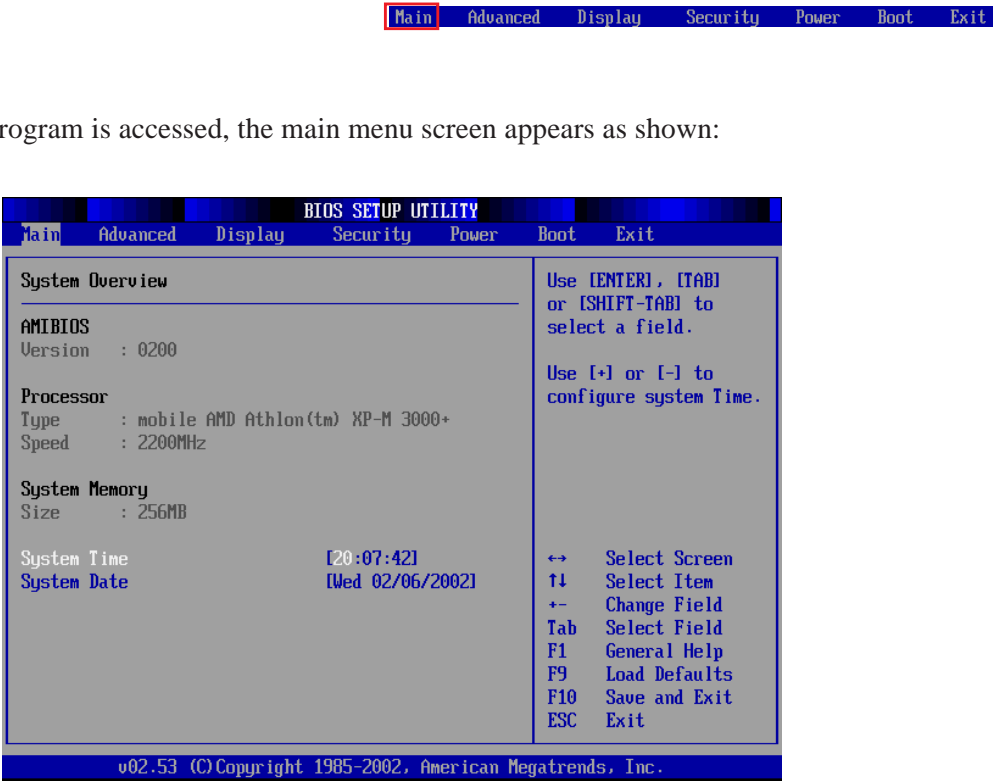 Main Advanced Display Security Power Boot Exit
rogram is accessed, the main menu screen appears as shown:
BIOS SETUP UTILITY
Main Advanced Display Security Power Boot Exit
System Overview
AMIBIOS
Version : 0200
Processor
Type : mobile AMD Athlon(tm) XP-M 3000+
Speed : 2200MHz
System Memory
Size : 256MB
System Time [20:07:42]
System Date [Wed 02/06/2002]
Use [ENTER], [TAB]
or [SHIFT-TAB] to
select a field.
Use [+] or [-] to
configure system Time.
↔ Select Screen
↑↓ Select Item
+- Change Field
Tab Select Field
F1 General Help
F9 Load Defaults
F10 Save and Exit
ESC Exit
v02.53 (C)Copyright 1985-2002, American Megatrends, Inc.